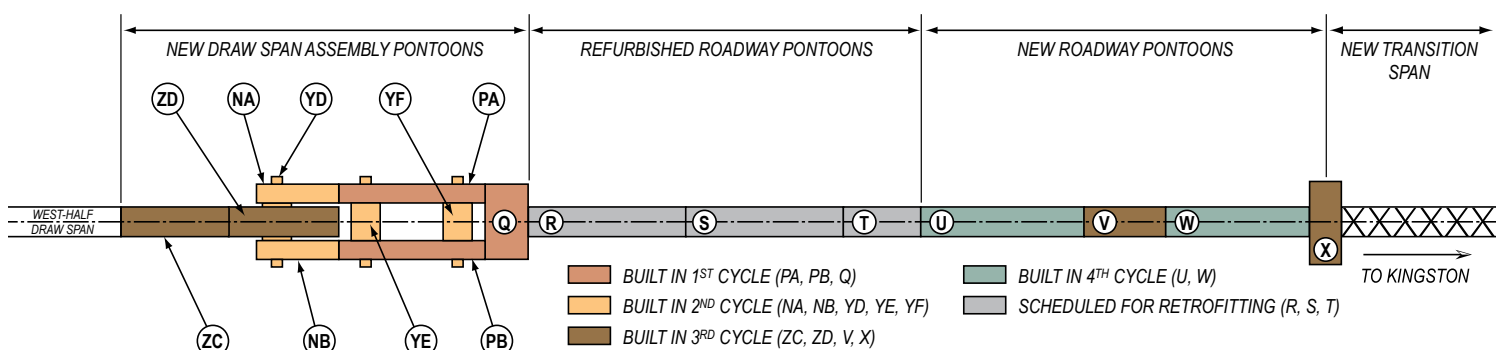 NEW DRAW SPAN ASSEMBLY PONTOONS
REFURBISHED ROADWAY PONTOONS
NEW ROADWAY PONTOONS
NEW TRANSITION
SPAN
ZD
NA
YD
YF
PA
WEST-HALF
DRAW SPAN
Q
R
S
T
U
V
W
X
TO KINGSTON
ZC
NB
YE
PB
BUILT IN 1ST CYCLE (PA, PB, Q)
BUILT IN 2ND CYCLE (NA, NB, YD, YE, YF)
BUILT IN 3RD CYCLE (ZC, ZD, V, X)
BUILT IN 4TH CYCLE (U, W)
SCHEDULED FOR RETROFITTING (R, S, T)